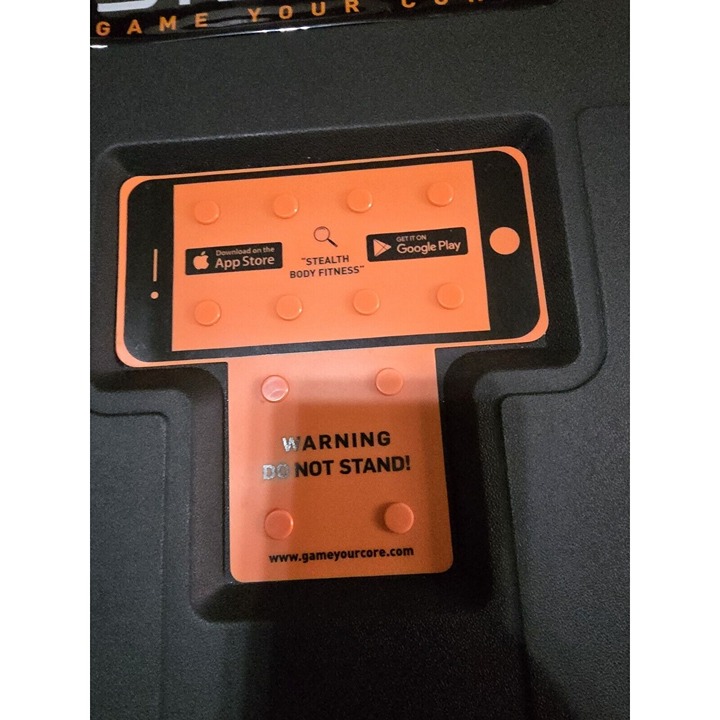 GAME YOUR
Download on the
App Store
"STEALTH
BODY FITNESS"
GET IT ON
Google Play
WARNING
DO NOT STAND!
www.gameyourcore.com